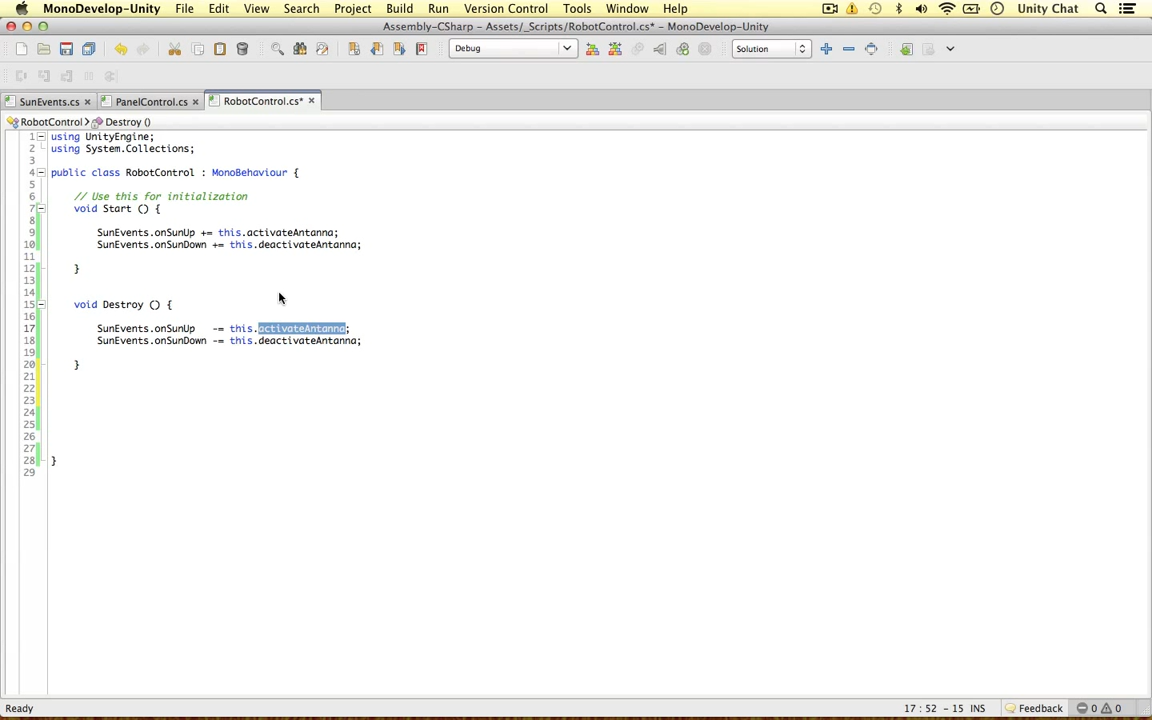 MonoDevelop-Unity File Edit View Search Project Build Run Version Control Tools Window Help Unity Chat
Assembly-CSharp – Assets/_Scripts/RobotControl.cs* – MonoDevelop-Unity
Debug Solution
SunEvents.cs × PanelControl.cs × RobotControl.cs* ×
RobotControl > Destroy ()
1 using UnityEngine;
2 using System.Collections;
3
4 public class RobotControl : MonoBehaviour {
5
6 // Use this for initialization
7 void Start () {
8
9 SunEvents.onSunUp += this.activateAntanna;
10 SunEvents.onSunDown += this.deactivateAntanna;
11
12 }
13
14
15 void Destroy () {
16
17 SunEvents.onSunUp -= this.activateAntanna;
18 SunEvents.onSunDown -= this.deactivateAntanna;
19
20 }
21
22
23
24
25
26
27
28 }
29
Ready 17 : 52 - 15 INS Feedback 0 0